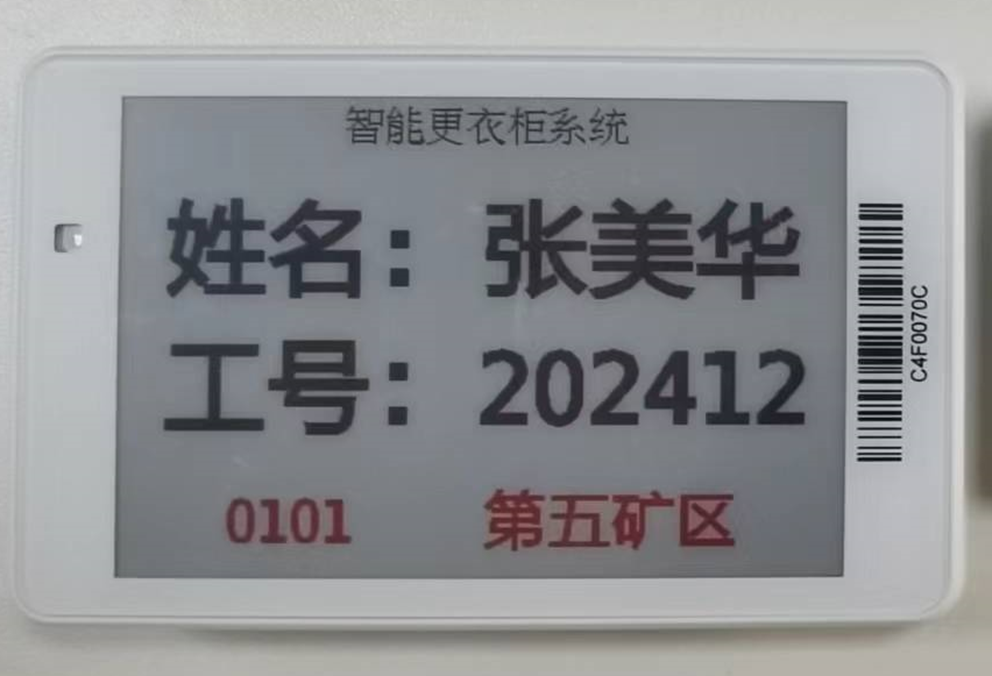 智能更衣柜系统
姓名：张美华
工号：202412
0101 第五矿区
C4F0070C